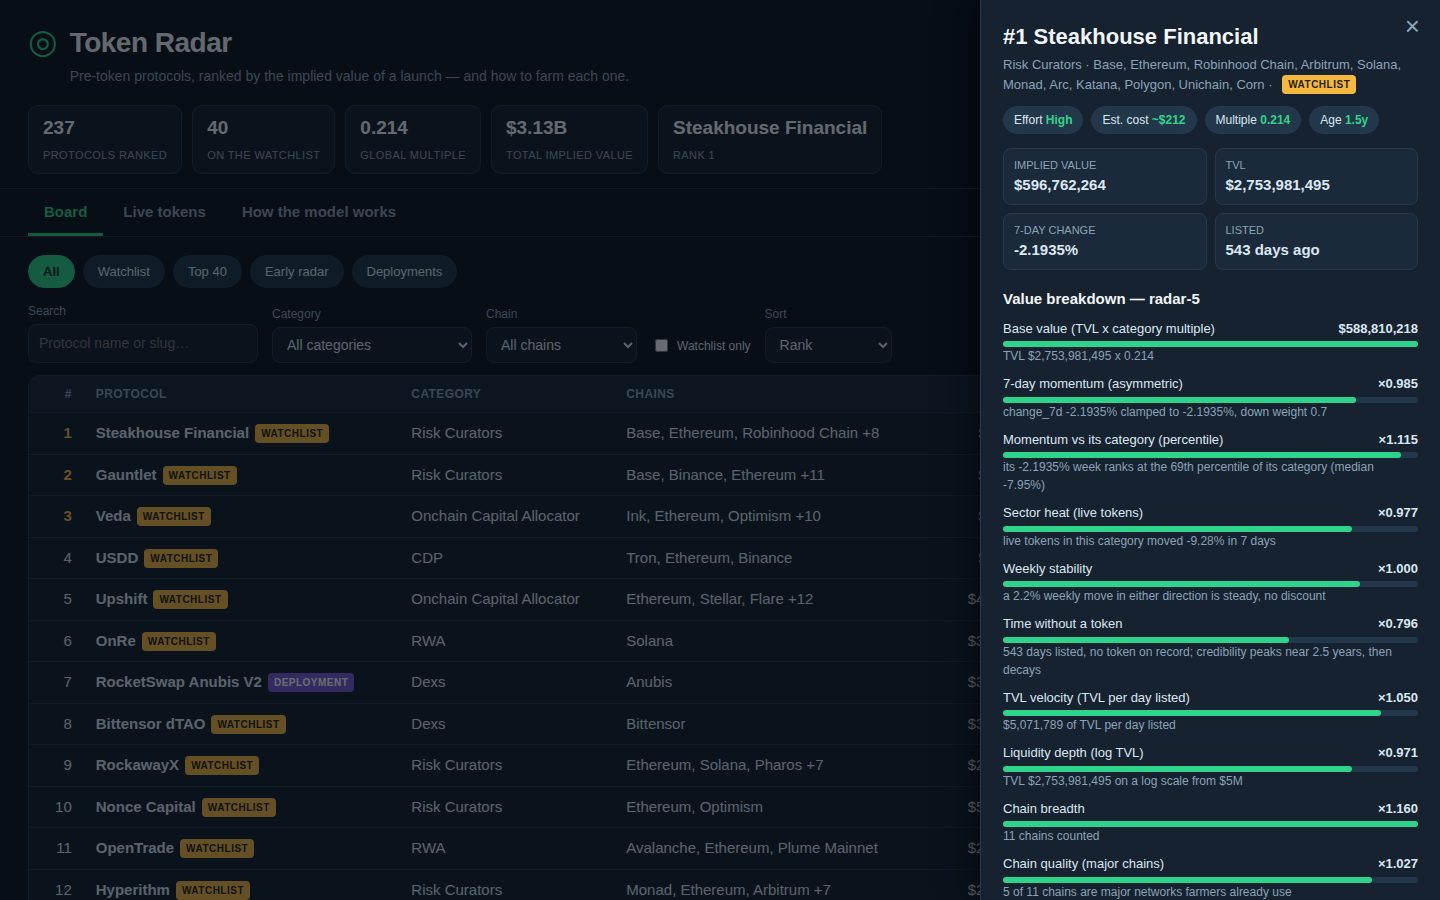 Token Radar
Pre-token protocols, ranked by the implied value of a launch — and how to farm each one.
237
PROTOCOLS RANKED
40
ON THE WATCHLIST
0.214
GLOBAL MULTIPLE
$3.13B
TOTAL IMPLIED VALUE
Steakhouse Financial
RANK 1
Board Live tokens How the model works
All Watchlist Top 40 Early radar Deployments
Search
Protocol name or slug…
Category
All categories
Chain
All chains
Watchlist only
Sort
Rank
# PROTOCOL CATEGORY CHAINS
1 Steakhouse Financial WATCHLIST Risk Curators Base, Ethereum, Robinhood Chain +8
2 Gauntlet WATCHLIST Risk Curators Base, Binance, Ethereum +11
3 Veda WATCHLIST Onchain Capital Allocator Ink, Ethereum, Optimism +10
4 USDD WATCHLIST CDP Tron, Ethereum, Binance
5 Upshift WATCHLIST Onchain Capital Allocator Ethereum, Stellar, Flare +12
6 OnRe WATCHLIST RWA Solana
7 RocketSwap Anubis V2 DEPLOYMENT Dexs Anubis
8 Bittensor dTAO WATCHLIST Dexs Bittensor
9 RockawayX WATCHLIST Risk Curators Ethereum, Solana, Pharos +7
10 Nonce Capital WATCHLIST Risk Curators Ethereum, Optimism
11 OpenTrade WATCHLIST RWA Avalanche, Ethereum, Plume Mainnet
12 Hyperithm WATCHLIST Risk Curators Monad, Ethereum, Arbitrum +7
✕
#1 Steakhouse Financial
Risk Curators · Base, Ethereum, Robinhood Chain, Arbitrum, Solana,
Monad, Arc, Katana, Polygon, Unichain, Corn · WATCHLIST
Effort High Est. cost ~$212 Multiple 0.214 Age 1.5y
IMPLIED VALUE
$596,762,264
TVL
$2,753,981,495
7-DAY CHANGE
-2.1935%
LISTED
543 days ago
Value breakdown — radar-5
Base value (TVL x category multiple) $588,810,218
TVL $2,753,981,495 x 0.214
7-day momentum (asymmetric) ×0.985
change_7d -2.1935% clamped to -2.1935%, down weight 0.7
Momentum vs its category (percentile) ×1.115
its -2.1935% week ranks at the 69th percentile of its category (median
-7.95%)
Sector heat (live tokens) ×0.977
live tokens in this category moved -9.28% in 7 days
Weekly stability ×1.000
a 2.2% weekly move in either direction is steady, no discount
Time without a token ×0.796
543 days listed, no token on record; credibility peaks near 2.5 years, then
decays
TVL velocity (TVL per day listed) ×1.050
$5,071,789 of TVL per day listed
Liquidity depth (log TVL) ×0.971
TVL $2,753,981,495 on a log scale from $5M
Chain breadth ×1.160
11 chains counted
Chain quality (major chains) ×1.027
5 of 11 chains are major networks farmers already use